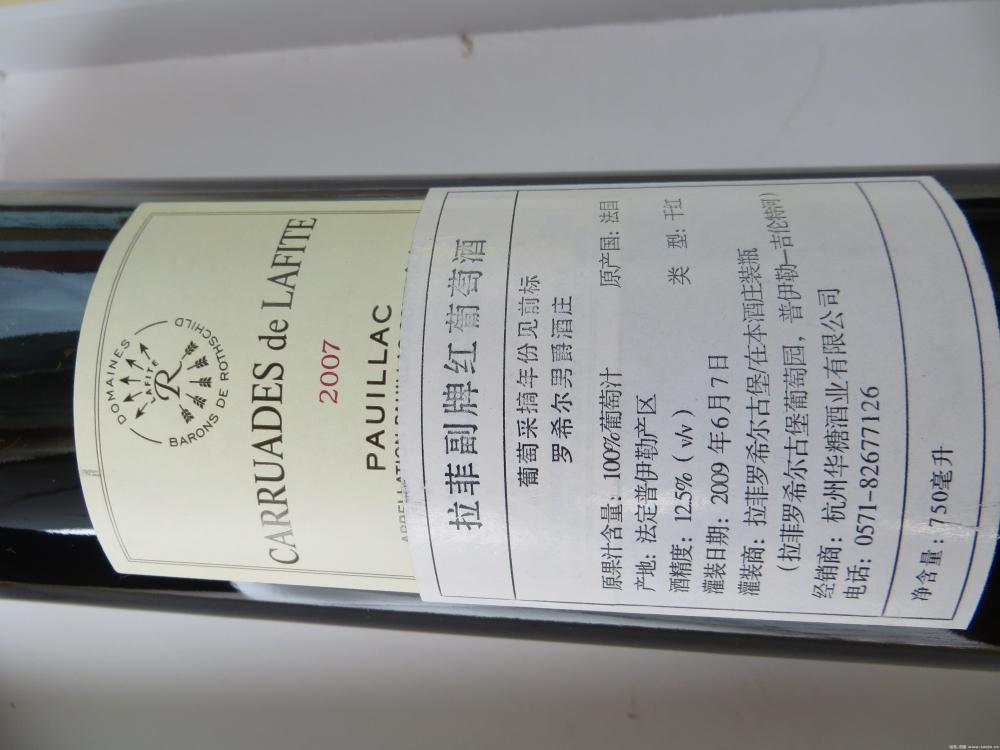 DOMAINES
LAFITE
R
BARONS DE ROTHSCHILD
CARRUADES de LAFITE
2007
PAUILLAC
拉菲副牌红葡萄酒
葡萄采摘年份见前标
罗希尔男爵酒庄
原果汁含量：100%葡萄汁 原产国：法国
产地：法定普伊勒产区
酒精度：12.5%（v/v） 类 型：干红
灌装日期：2009年6月7日
灌装商：拉菲罗希尔古堡/在本酒庄装瓶
（拉菲罗希尔古堡葡萄园，普伊勒—吉伦特河）
经销商：杭州华糖酒业有限公司
电话：0571-82677126
净含量：750毫升